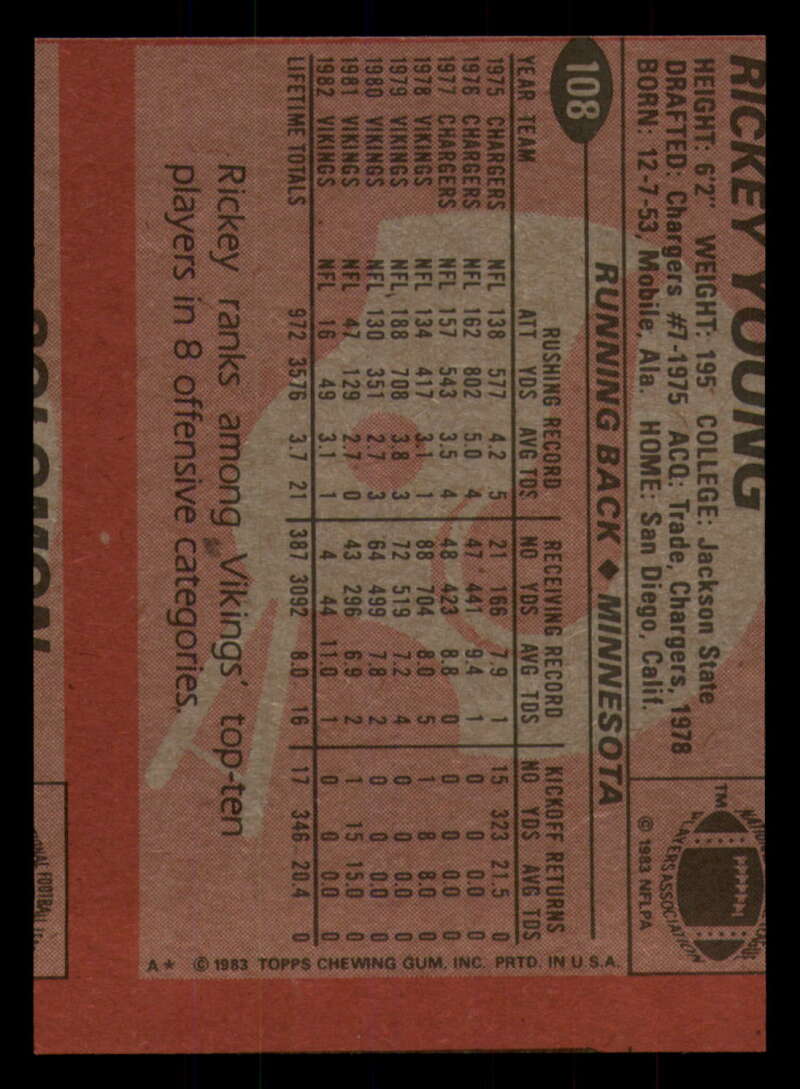 RICKEY YOUNG
HEIGHT: 6'2" WEIGHT: 195 COLLEGE: Jackson State
DRAFTED: Chargers #7-1975 ACQ: Trade, Chargers, 1978
BORN: 12-7-53, Mobile, Ala. HOME: San Diego, Calif.
TM
PLAYERS ASSOCIATION
© 1983 NFLPA
108
RUNNING BACK ◆ MINNESOTA
RUSHING RECORD RECEIVING RECORD KICKOFF RETURNS
YEAR TEAM ATT YDS AVG TDS NO YDS AVG TDS NO YDS AVG TDS
1975 CHARGERS NFL 138 577 4.2 5 21 166 7.9 1 15 323 21.5 0
1976 CHARGERS NFL 162 802 5.0 4 47 441 9.4 1 0 0 0.0 0
1977 CHARGERS NFL 157 543 3.5 4 48 423 8.8 0 0 0 0.0 0
1978 VIKINGS NFL 134 417 3.1 1 88 704 8.0 5 1 8 8.0 0
1979 VIKINGS NFL 188 708 3.8 3 72 519 7.2 4 0 0 0.0 0
1980 VIKINGS NFL 130 351 2.7 3 64 499 7.8 2 0 0 0.0 0
1981 VIKINGS NFL 47 129 2.7 0 43 296 6.9 2 1 15 15.0 0
1982 VIKINGS NFL 16 49 3.1 1 4 44 11.0 1 0 0 0.0 0
LIFETIME TOTALS 972 3576 3.7 21 387 3092 8.0 16 17 346 20.4 0
Rickey ranks among Vikings' top-ten
players in 8 offensive categories.
A* © 1983 TOPPS CHEWING GUM, INC. PRTD. IN U.S.A.